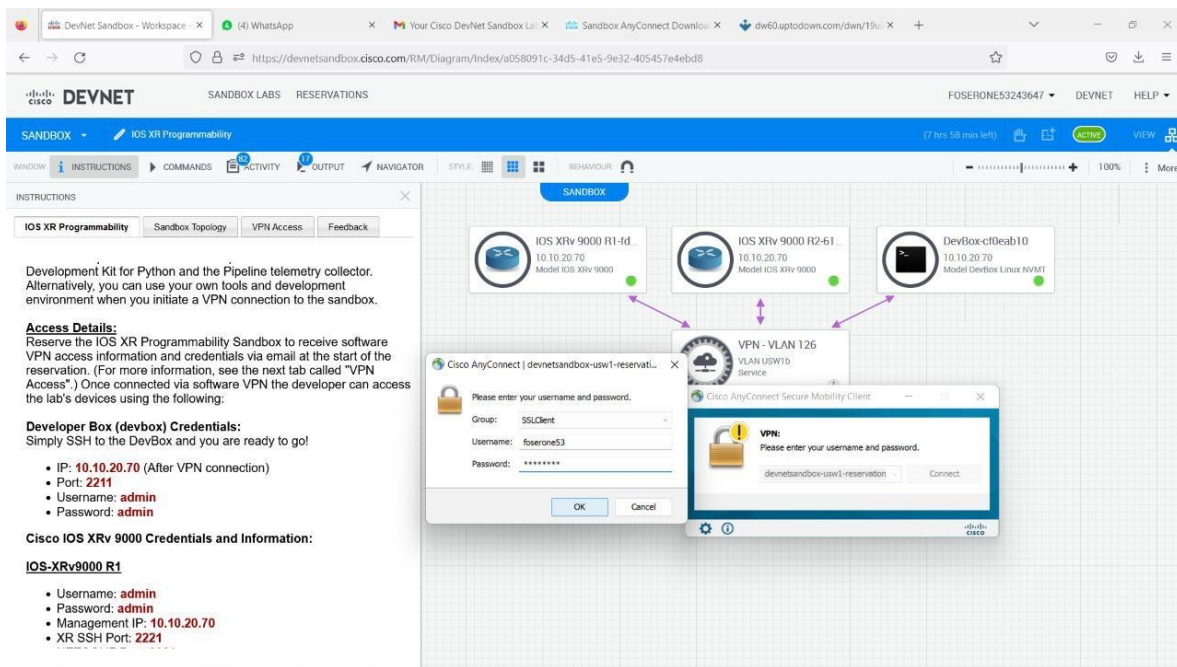 DevNet Sandbox - Workspace -
(4) WhatsApp
Your Cisco DevNet Sandbox Lab
Sandbox AnyConnect Download
dw60.uptodown.com/dwn/19ui
https://devnetsandbox.cisco.com/RM/Diagram/Index/a058091c-34d5-41e5-9e32-405457e4ebd8
CISCO DEVNET
SANDBOX LABS RESERVATIONS
FOSERONE53243647 DEVNET HELP
SANDBOX IOS XR Programmability
(7 hrs 58 min left) ACTIVE VIEW
WINDOW INSTRUCTIONS COMMANDS 82 ACTIVITY 17 OUTPUT NAVIGATOR STYLE: BEHAVIOUR: 100% More
INSTRUCTIONS
IOS XR Programmability Sandbox Topology VPN Access Feedback
Development Kit for Python and the Pipeline telemetry collector.
Alternatively, you can use your own tools and development
environment when you initiate a VPN connection to the sandbox.
Access Details:
Reserve the IOS XR Programmability Sandbox to receive software
VPN access information and credentials via email at the start of the
reservation. (For more information, see the next tab called "VPN
Access".) Once connected via software VPN the developer can access
the lab's devices using the following:
Developer Box (devbox) Credentials:
Simply SSH to the DevBox and you are ready to go!
• IP: 10.10.20.70 (After VPN connection)
• Port: 2211
• Username: admin
• Password: admin
Cisco IOS XRv 9000 Credentials and Information:
IOS-XRv9000 R1
• Username: admin
• Password: admin
• Management IP: 10.10.20.70
• XR SSH Port: 2221
SANDBOX
IOS XRv 9000 R1-fd...
10.10.20.70
Model IOS XRv 9000
IOS XRv 9000 R2-61...
10.10.20.70
Model IOS XRv 9000
DevBox-cf0eab10
10.10.20.70
Model DevBox Linux NVMT
VPN - VLAN 126
VLAN USW1b
Service
Cisco AnyConnect | devnetsandbox-usw1-reservati...
Please enter your username and password.
Group: SSLClient
Username: foserone53
Password: ********
OK Cancel
Cisco AnyConnect Secure Mobility Client
VPN:
Please enter your username and password.
devnetsandbox-usw1-reservation Connect
CISCO